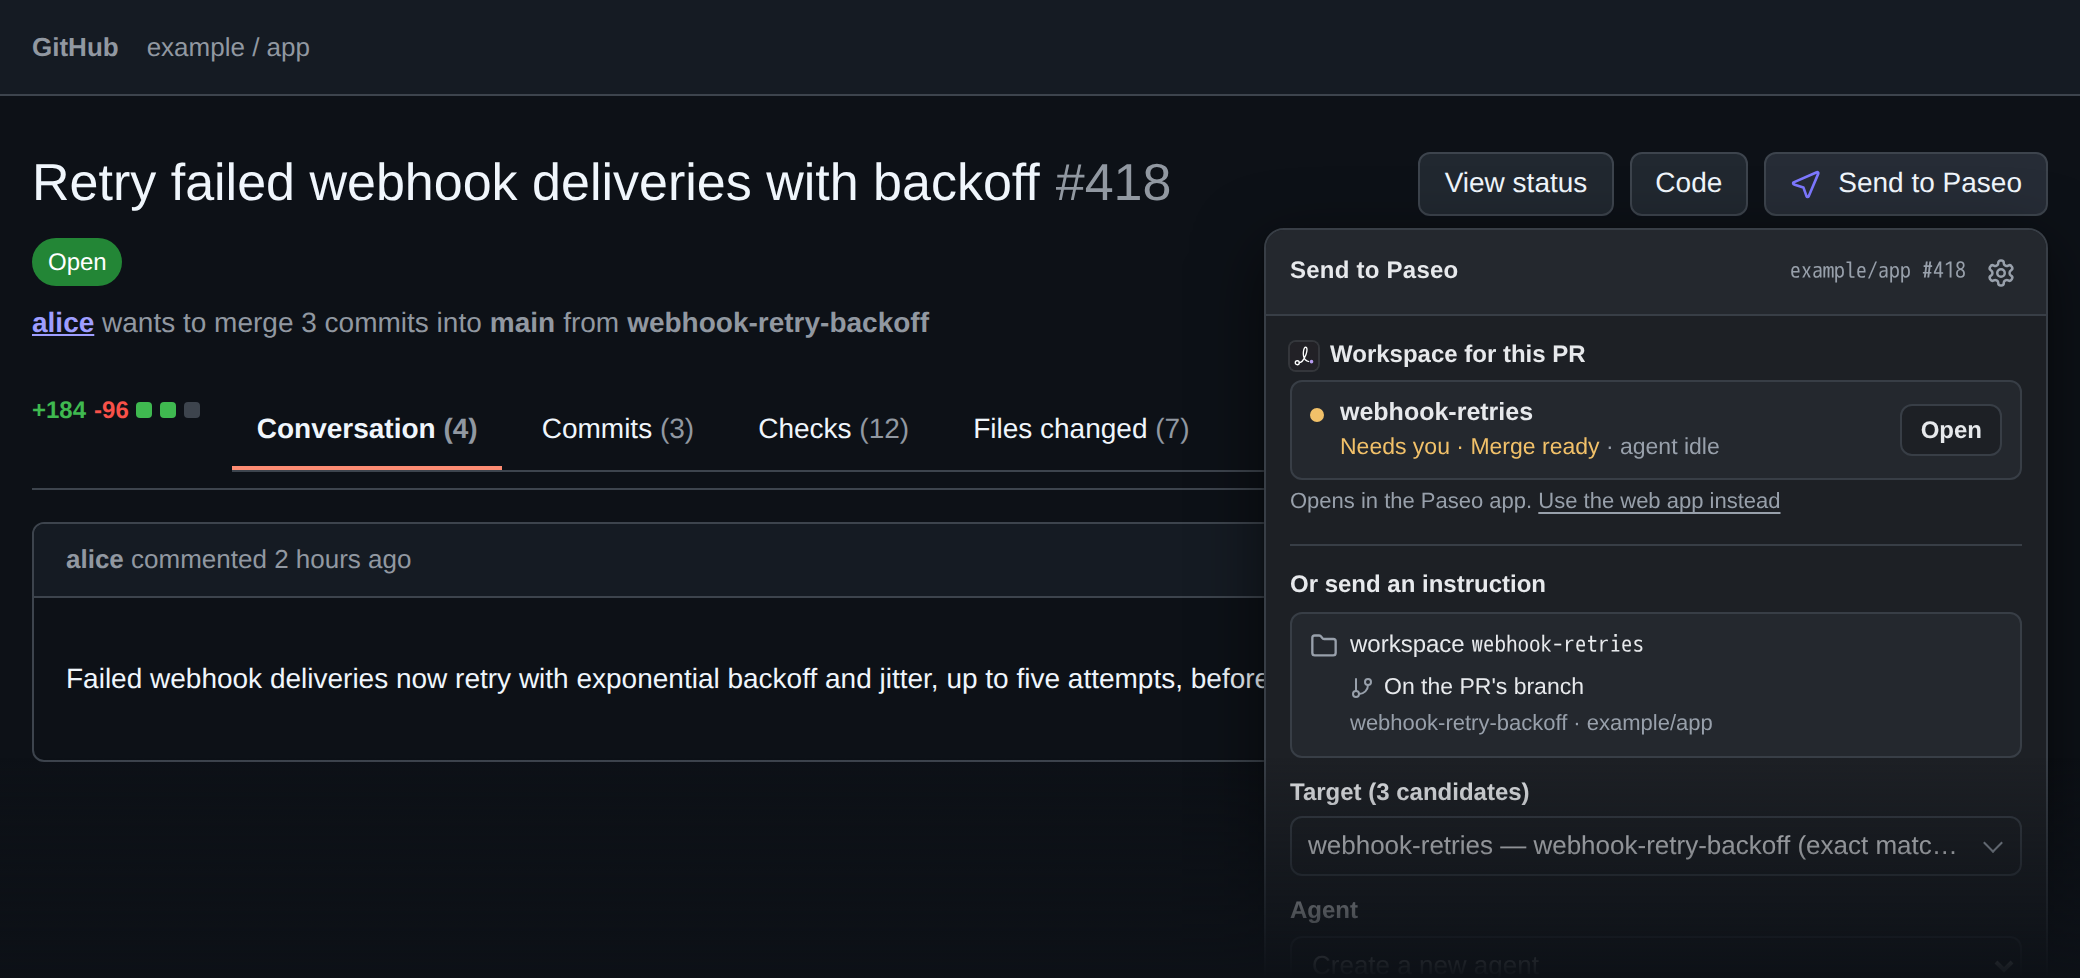 GitHub example / app
Retry failed webhook deliveries with backoff #418
View status
Code
Send to Paseo
Open
alice wants to merge 3 commits into main from webhook-retry-backoff
+184 -96
Conversation (4)
Commits (3)
Checks (12)
Files changed (7)
alice commented 2 hours ago
Failed webhook deliveries now retry with exponential backoff and jitter, up to five attempts, before
Send to Paseo
example/app #418
Workspace for this PR
webhook-retries
Needs you · Merge ready · agent idle
Open
Opens in the Paseo app. Use the web app instead
Or send an instruction
workspace webhook-retries
On the PR's branch
webhook-retry-backoff · example/app
Target (3 candidates)
webhook-retries — webhook-retry-backoff (exact matc…
Agent
Create a new agent